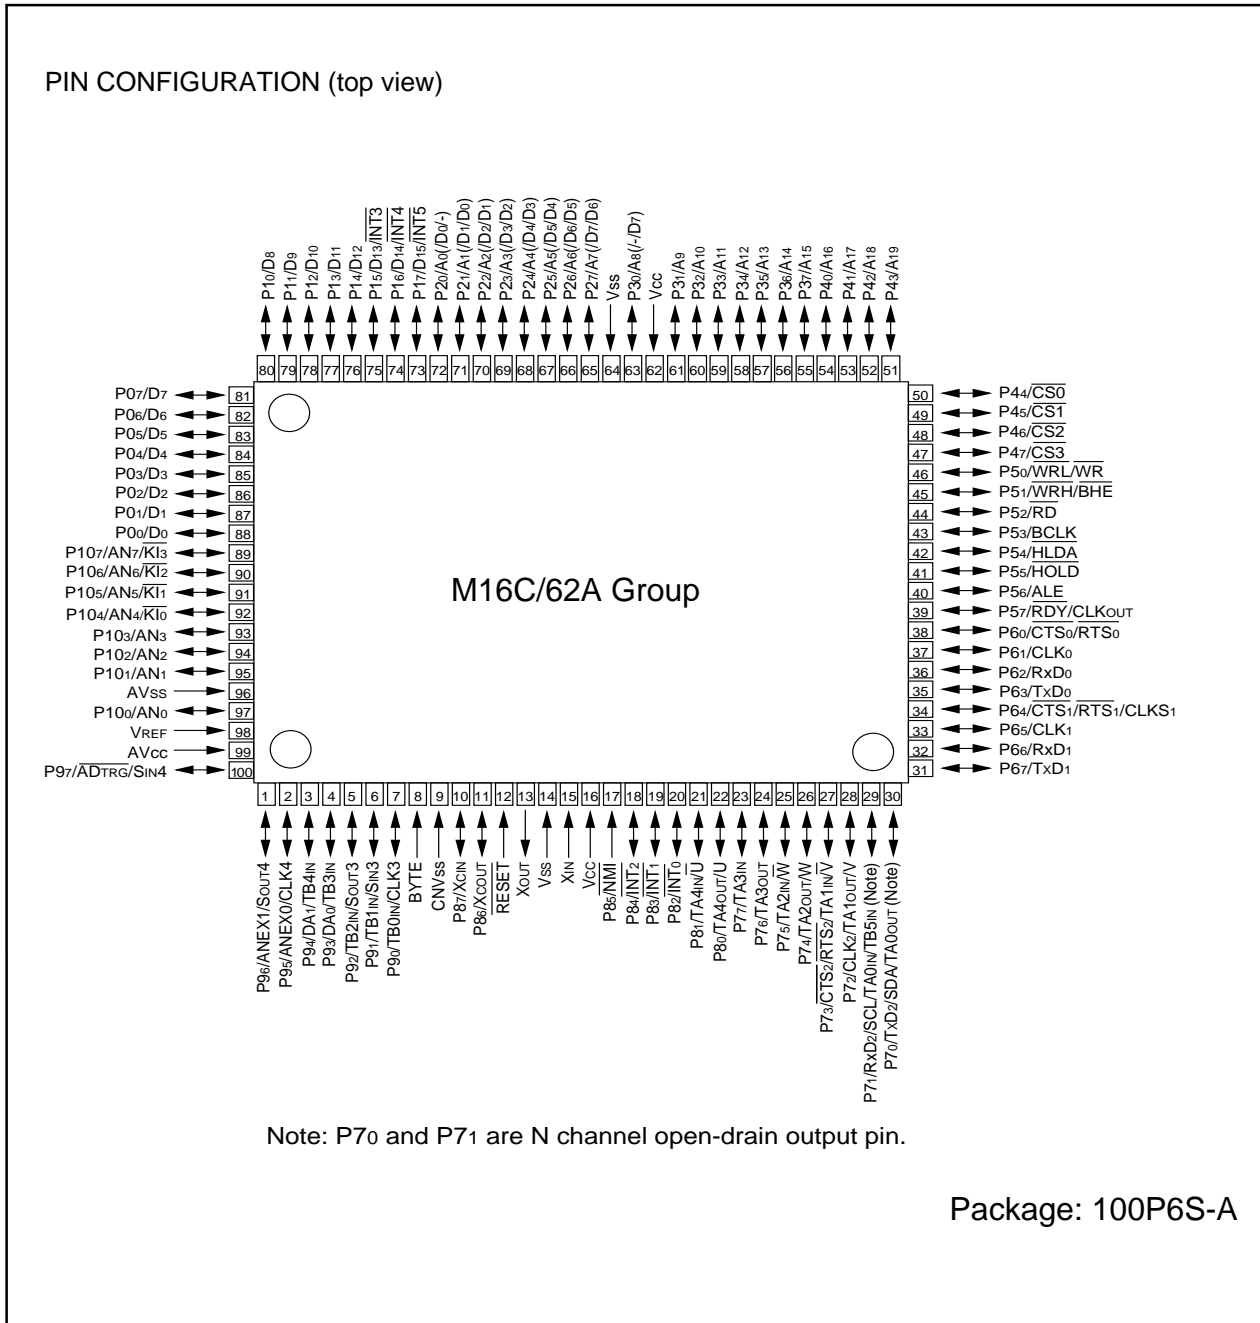 PIN CONFIGURATION (top view)
P10/D8
P11/D9
P12/D10
P13/D11
P14/D12
P15/D13/INT3
P16/D14/INT4
P17/D15/INT5
P20/A0(/D0/-)
P21/A1(/D1/D0)
P22/A2(/D2/D1)
P23/A3(/D3/D2)
P24/A4(/D4/D3)
P25/A5(/D5/D4)
P26/A6(/D6/D5)
P27/A7(/D7/D6)
Vss
P30/A8(/-/D7)
Vcc
P31/A9
P32/A10
P33/A11
P34/A12
P35/A13
P36/A14
P37/A15
P40/A16
P41/A17
P42/A18
P43/A19
80 79 78 77 76 75 74 73 72 71 70 69 68 67 66 65 64 63 62 61 60 59 58 57 56 55 54 53 52 51
P07/D7 81
P06/D6 82
P05/D5 83
P04/D4 84
P03/D3 85
P02/D2 86
P01/D1 87
P00/D0 88
P107/AN7/KI3 89
P106/AN6/KI2 90
P105/AN5/KI1 91
P104/AN4/KI0 92
P103/AN3 93
P102/AN2 94
P101/AN1 95
AVSS 96
P100/AN0 97
VREF 98
AVCC 99
P97/ADTRG/SIN4 100
M16C/62A Group
50 P44/CS0
49 P45/CS1
48 P46/CS2
47 P47/CS3
46 P50/WRL/WR
45 P51/WRH/BHE
44 P52/RD
43 P53/BCLK
42 P54/HLDA
41 P55/HOLD
40 P56/ALE
39 P57/RDY/CLKOUT
38 P60/CTS0/RTS0
37 P61/CLK0
36 P62/RxD0
35 P63/TxD0
34 P64/CTS1/RTS1/CLKS1
33 P65/CLK1
32 P66/RxD1
31 P67/TxD1
1 2 3 4 5 6 7 8 9 10 11 12 13 14 15 16 17 18 19 20 21 22 23 24 25 26 27 28 29 30
P96/ANEX1/SOUT4
P95/ANEX0/CLK4
P94/DA1/TB4IN
P93/DA0/TB3IN
P92/TB2IN/SOUT3
P91/TB1IN/SIN3
P90/TB0IN/CLK3
BYTE
CNVss
P87/XCIN
P86/XCOUT
RESET
XOUT
VSS
XIN
VCC
P85/NMI
P84/INT2
P83/INT1
P82/INT0
P81/TA4IN/U
P80/TA4OUT/U
P77/TA3IN
P76/TA3OUT
P75/TA2IN/W
P74/TA2OUT/W
P73/CTS2/RTS2/TA1IN/V
P72/CLK2/TA1OUT/V
P71/RxD2/SCL/TA0IN/TB5IN (Note)
P70/TxD2/SDA/TA0OUT (Note)
Note: P70 and P71 are N channel open-drain output pin.
Package: 100P6S-A